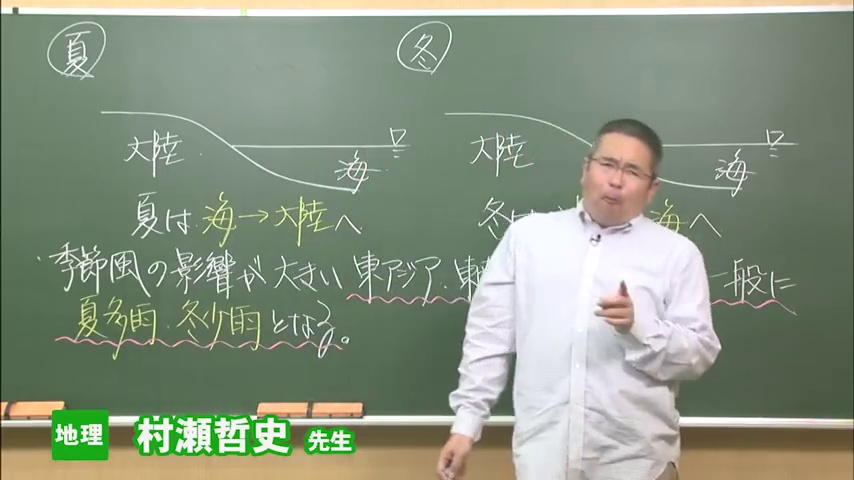 夏
冬
大陸
海
大陸
海
夏は 海→大陸へ
冬は 海へ
季節風の影響が大きい 東アジア・東
一般に
夏多雨・冬少雨となる。
地理 村瀬哲史 先生